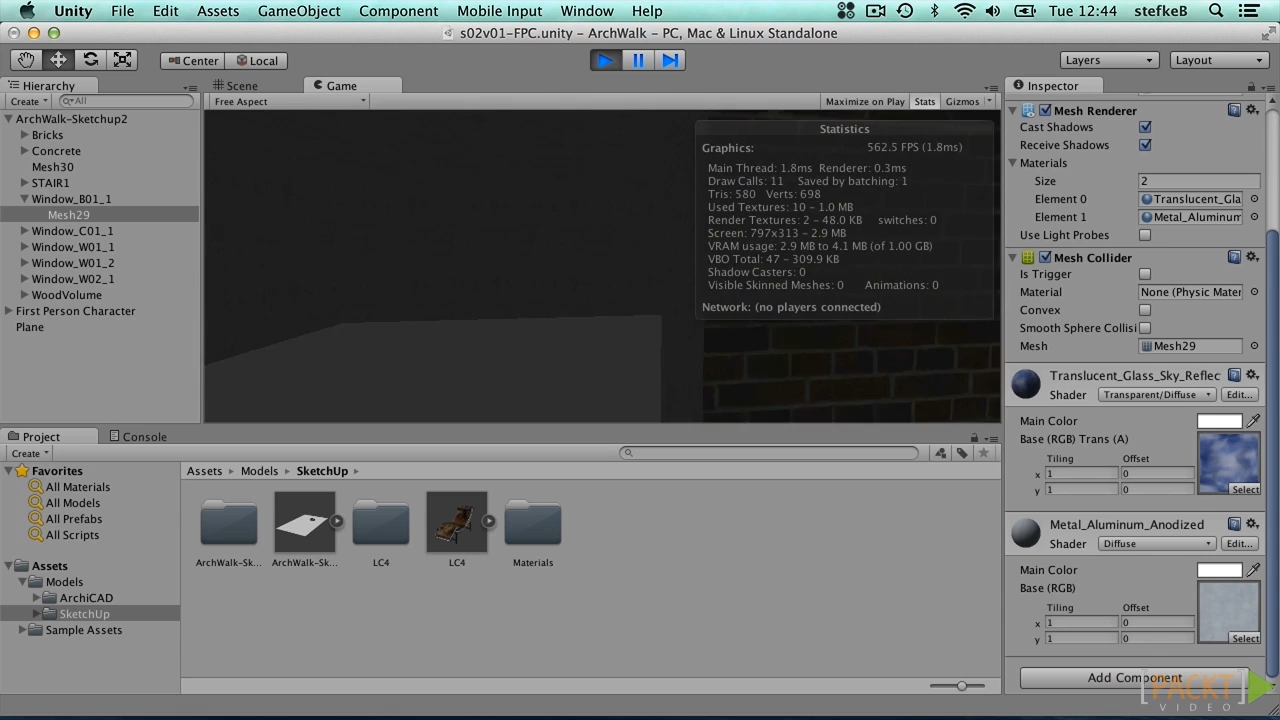 Unity File Edit Assets GameObject Component Mobile Input Window Help Tue 12:44 stefkeB
s02v01-FPC.unity – ArchWalk – PC, Mac & Linux Standalone
Center Local Layers Layout
Hierarchy
Create All
ArchWalk-Sketchup2
Bricks
Concrete
Mesh30
STAIR1
Window_B01_1
Mesh29
Window_C01_1
Window_W01_1
Window_W01_2
Window_W02_1
WoodVolume
First Person Character
Plane
Scene Game
Free Aspect Maximize on Play Stats Gizmos
Statistics
Graphics: 562.5 FPS (1.8ms)
Main Thread: 1.8ms Renderer: 0.3ms
Draw Calls: 11 Saved by batching: 1
Tris: 580 Verts: 698
Used Textures: 10 – 1.0 MB
Render Textures: 2 – 48.0 KB switches: 0
Screen: 797x313 – 2.9 MB
VRAM usage: 2.9 MB to 4.1 MB (of 1.00 GB)
VBO Total: 47 – 309.9 KB
Shadow Casters: 0
Visible Skinned Meshes: 0 Animations: 0
Network: (no players connected)
Inspector
Mesh Renderer
Cast Shadows
Receive Shadows
Materials
Size 2
Element 0 Translucent_Gla
Element 1 Metal_Aluminum
Use Light Probes
Mesh Collider
Is Trigger
Material None (Physic Mater
Convex
Smooth Sphere Collisi
Mesh Mesh29
Translucent_Glass_Sky_Reflec
Shader Transparent/Diffuse Edit...
Main Color
Base (RGB) Trans (A)
Tiling Offset
x 1 0
y 1 0
Select
Metal_Aluminum_Anodized
Shader Diffuse Edit...
Main Color
Base (RGB)
Tiling Offset
x 1 0
y 1 0
Select
Add Component
Project Console
Create
Favorites
All Materials
All Models
All Prefabs
All Scripts
Assets
Models
ArchiCAD
SketchUp
Sample Assets
Assets Models SketchUp
ArchWalk-Sk... ArchWalk-Sk... LC4 LC4 Materials
[PACKT]
VIDEO